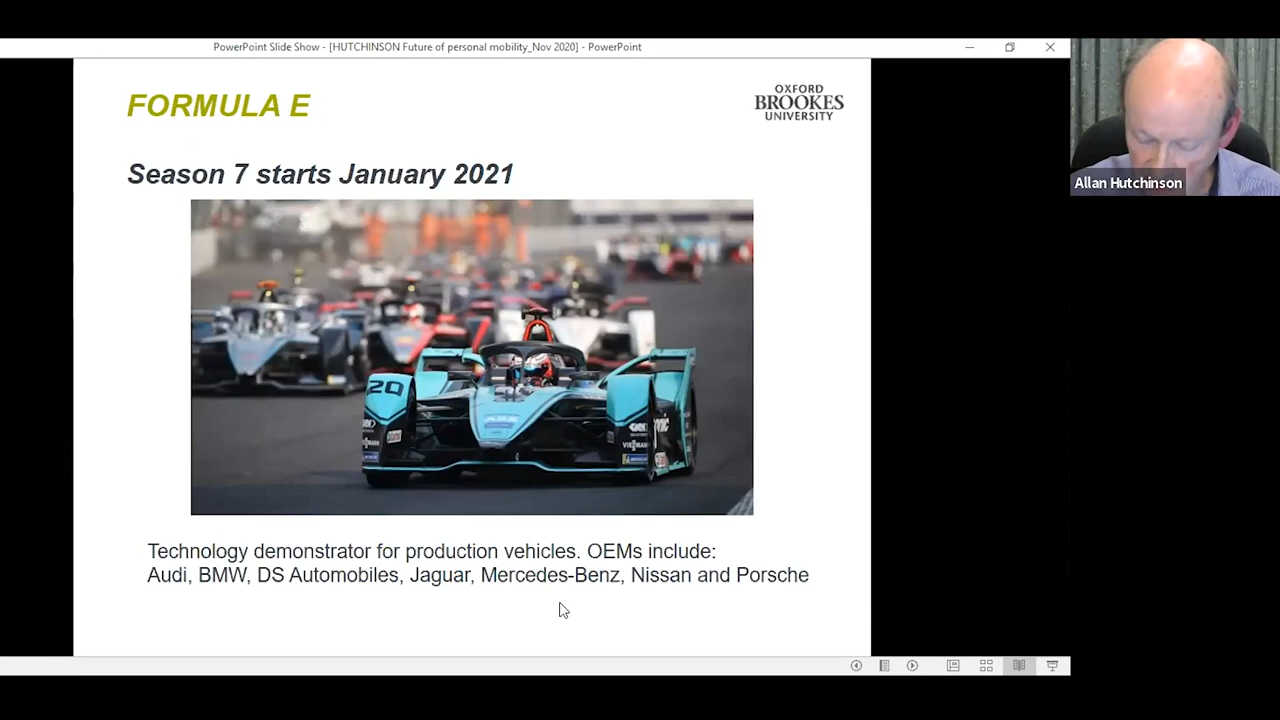 PowerPoint Slide Show - [HUTCHINSON Future of personal mobility_Nov 2020] - PowerPoint
FORMULA E
OXFORD
BROOKES
UNIVERSITY
Allan Hutchinson
Season 7 starts January 2021
20
Technology demonstrator for production vehicles. OEMs include:
Audi, BMW, DS Automobiles, Jaguar, Mercedes-Benz, Nissan and Porsche